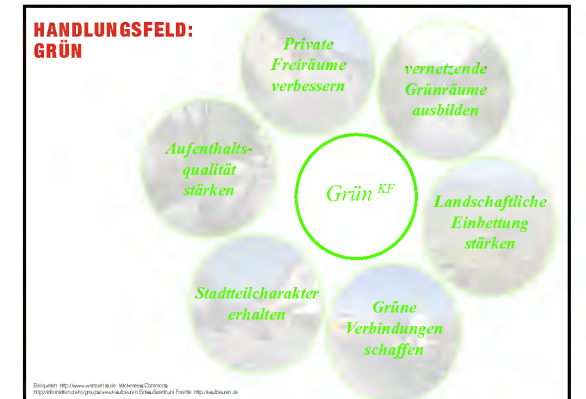 HANDLUNGSFELD:
GRÜN
Private
Freiräume
verbessern
vernetzende
Grünräume
ausbilden
Aufenthalts-
qualität
stärken
Grün KF
Landschaftliche
Einbettung
stärken
Stadtteilcharakter
erhalten
Grüne
Verbindungen
schaffen